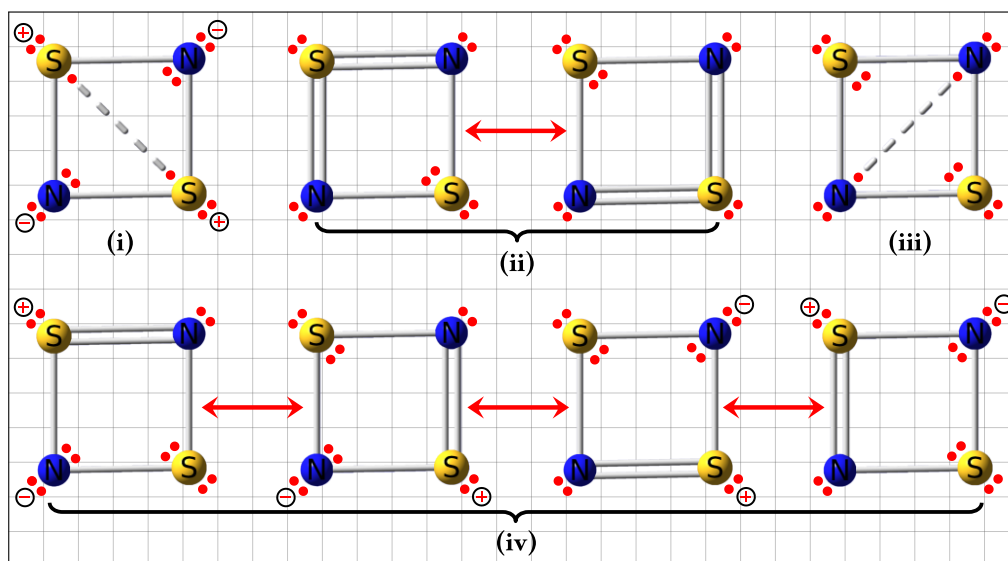 ⊕ ⊖
S N S N S N S N
N S N S N S N S
⊖ ⊕
(i) (ii) (iii)
⊕ ⊖ ⊕ ⊖
S N S N S N S N
N S N S N S N S
⊖ ⊖ ⊕ ⊕
(iv)